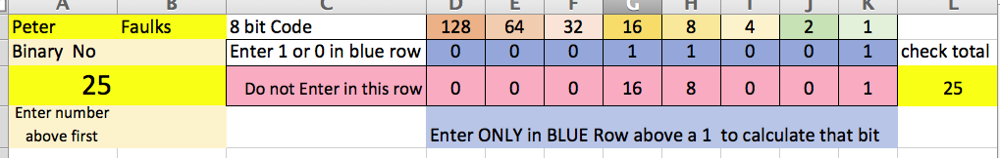 A B C D E F G H I J K L
Peter Faulks 8 bit Code 128 64 32 16 8 4 2 1
Binary No Enter 1 or 0 in blue row 0 0 0 1 1 0 0 1 check total
25 Do not Enter in this row 0 0 0 16 8 0 0 1 25
Enter number
above first
Enter ONLY in BLUE Row above a 1 to calculate that bit